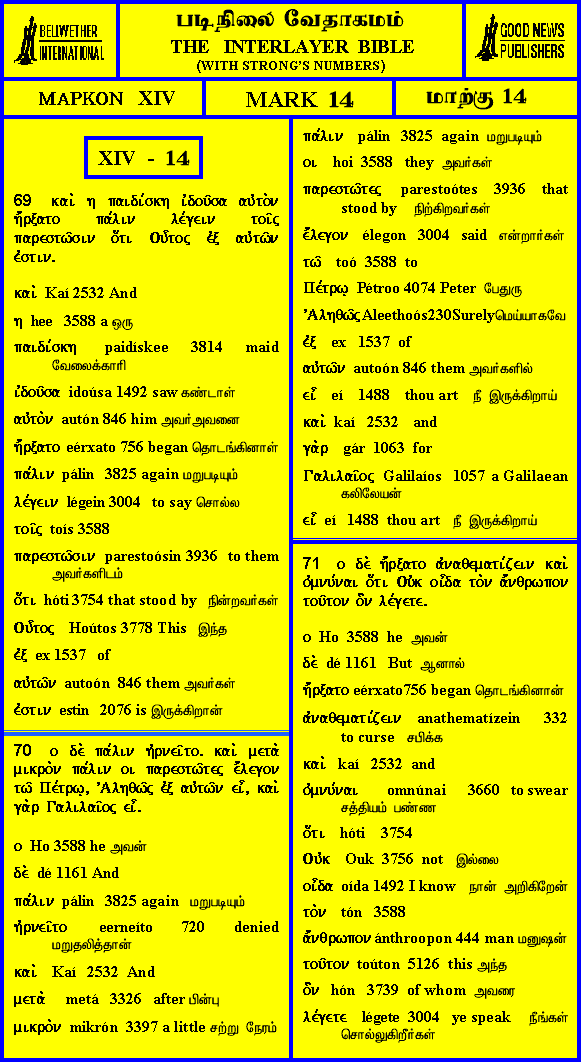 BELLWETHER
INTERNATIONAL
படிநிலை வேதாகமம்
THE INTERLAYER BIBLE
(WITH STRONG'S NUMBERS)
GOOD NEWS
PUBLISHERS
ΜΑΡΚΟΝ XIV
MARK 14
மாற்கு 14
XIV - 14
69 καὶ η παιδίσκη ἰδοῦσα αὐτὸν
ἤρξατο πάλιν λέγειν τοῖς
παρεστῶσιν ὅτι Οὗτος ἐξ αὐτῶν
ἐστιν.
καὶ Kaí 2532 And
η hee 3588 a ஒரு
παιδίσκη paidískee 3814 maid
வேலைக்காரி
ἰδοῦσα idoúsa 1492 saw கண்டாள்
αὐτὸν autón 846 him அவர்அவனை
ἤρξατο eérxato 756 began தொடங்கினாள்
πάλιν pálin 3825 again மறுபடியும்
λέγειν légein 3004 to say சொல்ல
τοῖς toís 3588
παρεστῶσιν parestoósin 3936 to them
அவர்களிடம்
ὅτι hóti 3754 that stood by நின்றவர்கள்
Οὗτος Hoútos 3778 This இந்த
ἐξ ex 1537 of
αὐτῶν autoón 846 them அவர்கள்
ἐστιν estin 2076 is இருக்கிறான்
70 ο δὲ πάλιν ἠρνεῖτο. καὶ μετὰ
μικρὸν πάλιν οι παρεστῶτες ἔλεγον
τῶ Πέτρῳ, Ἀληθῶς ἐξ αὐτῶν εἶ, καὶ
γὰρ Γαλιλαῖος εἶ.
ο Ho 3588 he அவன்
δὲ dé 1161 And
πάλιν pálin 3825 again மறுபடியும்
ἠρνεῖτο eerneíto 720 denied
மறுதலித்தான்
καὶ Kaí 2532 And
μετὰ metá 3326 after பின்பு
μικρὸν mikrón 3397 a little சற்று நேரம்
πάλιν pálin 3825 again மறுபடியும்
οι hoi 3588 they அவர்கள்
παρεστῶτες parestoótes 3936 that
stood by நிற்கிறவர்கள்
ἔλεγον élegon 3004 said என்றார்கள்
τῶ toó 3588 to
Πέτρῳ Pétroo 4074 Peter பேதுரு
Ἀληθῶς Aleethoós230Surelyமெய்யாகவே
ἐξ ex 1537 of
αὐτῶν autoón 846 them அவர்களில்
εἶ eí 1488 thou art நீ இருக்கிறாய்
καὶ kaí 2532 and
γὰρ gár 1063 for
Γαλιλαῖος Galilaíos 1057 a Galilaean
கலிலேயன்
εἶ eí 1488 thou art நீ இருக்கிறாய்
71 ο δὲ ἤρξατο ἀναθεματίζειν καὶ
ὀμνύναι ὅτι Οὐκ οἶδα τὸν ἄνθρωπον
τοῦτον ὃν λέγετε.
ο Ho 3588 he அவன்
δὲ dé 1161 But ஆனால்
ἤρξατο eérxato756 began தொடங்கினான்
ἀναθεματίζειν anathematízein 332
to curse சபிக்க
καὶ kaí 2532 and
ὀμνύναι omnúnai 3660 to swear
சத்தியம் பண்ண
ὅτι hóti 3754
Οὐκ Ouk 3756 not இல்லை
οἶδα oída 1492 I know நான் அறிகிறேன்
τὸν tón 3588
ἄνθρωπον ánthroopon 444 man மனுஷன்
τοῦτον toúton 5126 this அந்த
ὃν hón 3739 of whom அவரை
λέγετε légete 3004 ye speak நீங்கள்
சொல்லுகிறீர்கள்